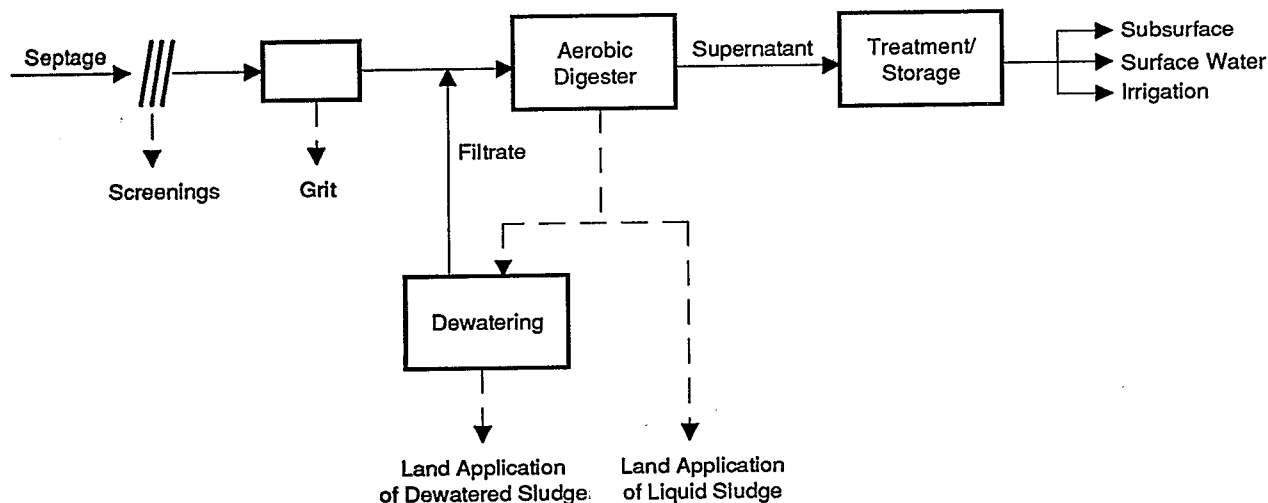 Septage
Screenings
Grit
Aerobic
Digester
Supernatant
Treatment/
Storage
Subsurface
Surface Water
Irrigation
Filtrate
Dewatering
Land Application
of Dewatered Sludge
Land Application
of Liquid Sludge